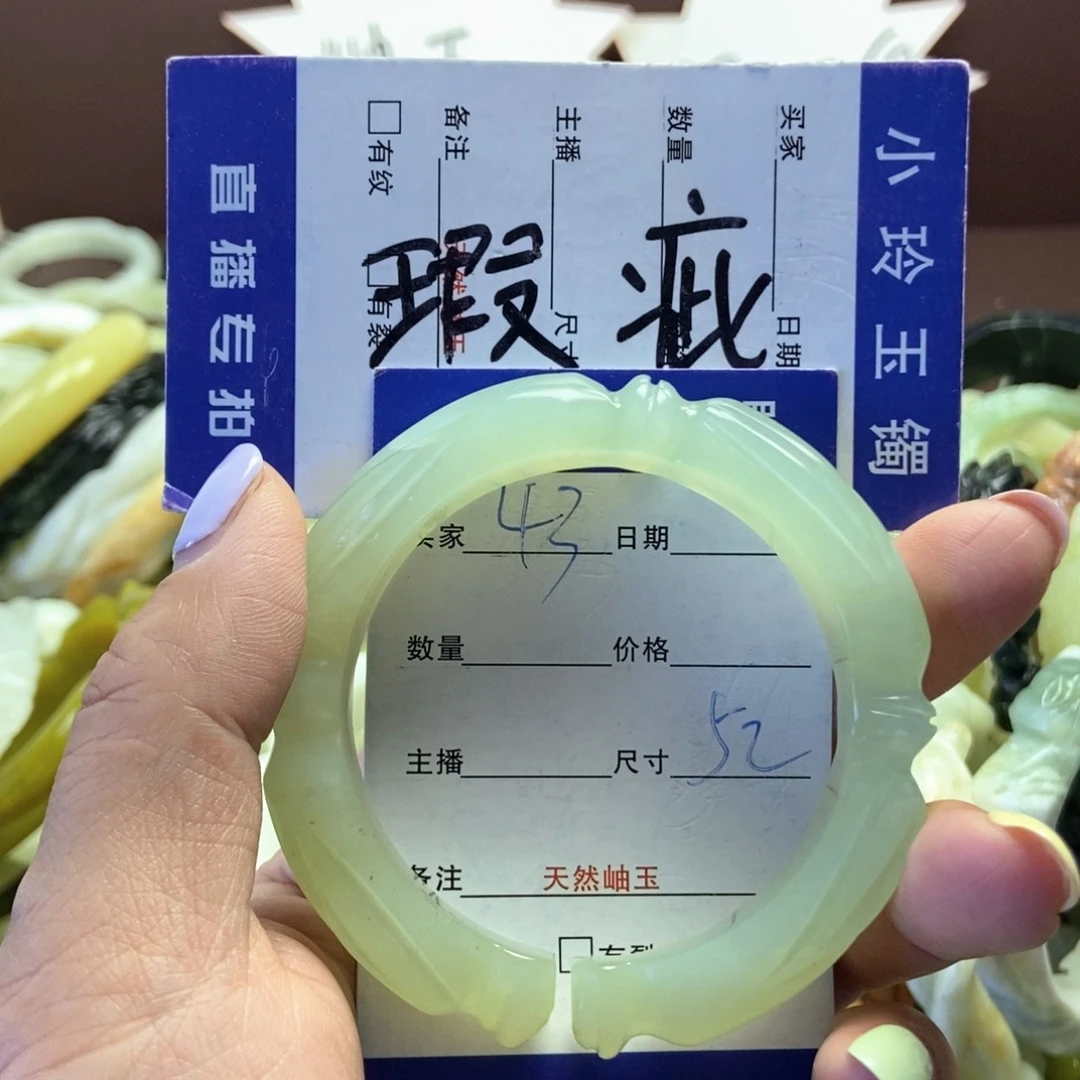 小玲玉镯
买家 日期
数量
主播 尺寸
备注
有纹
有裂
直播专拍
瑕疵
买家 43 日期
数量 价格
主播 尺寸 52
备注 天然岫玉